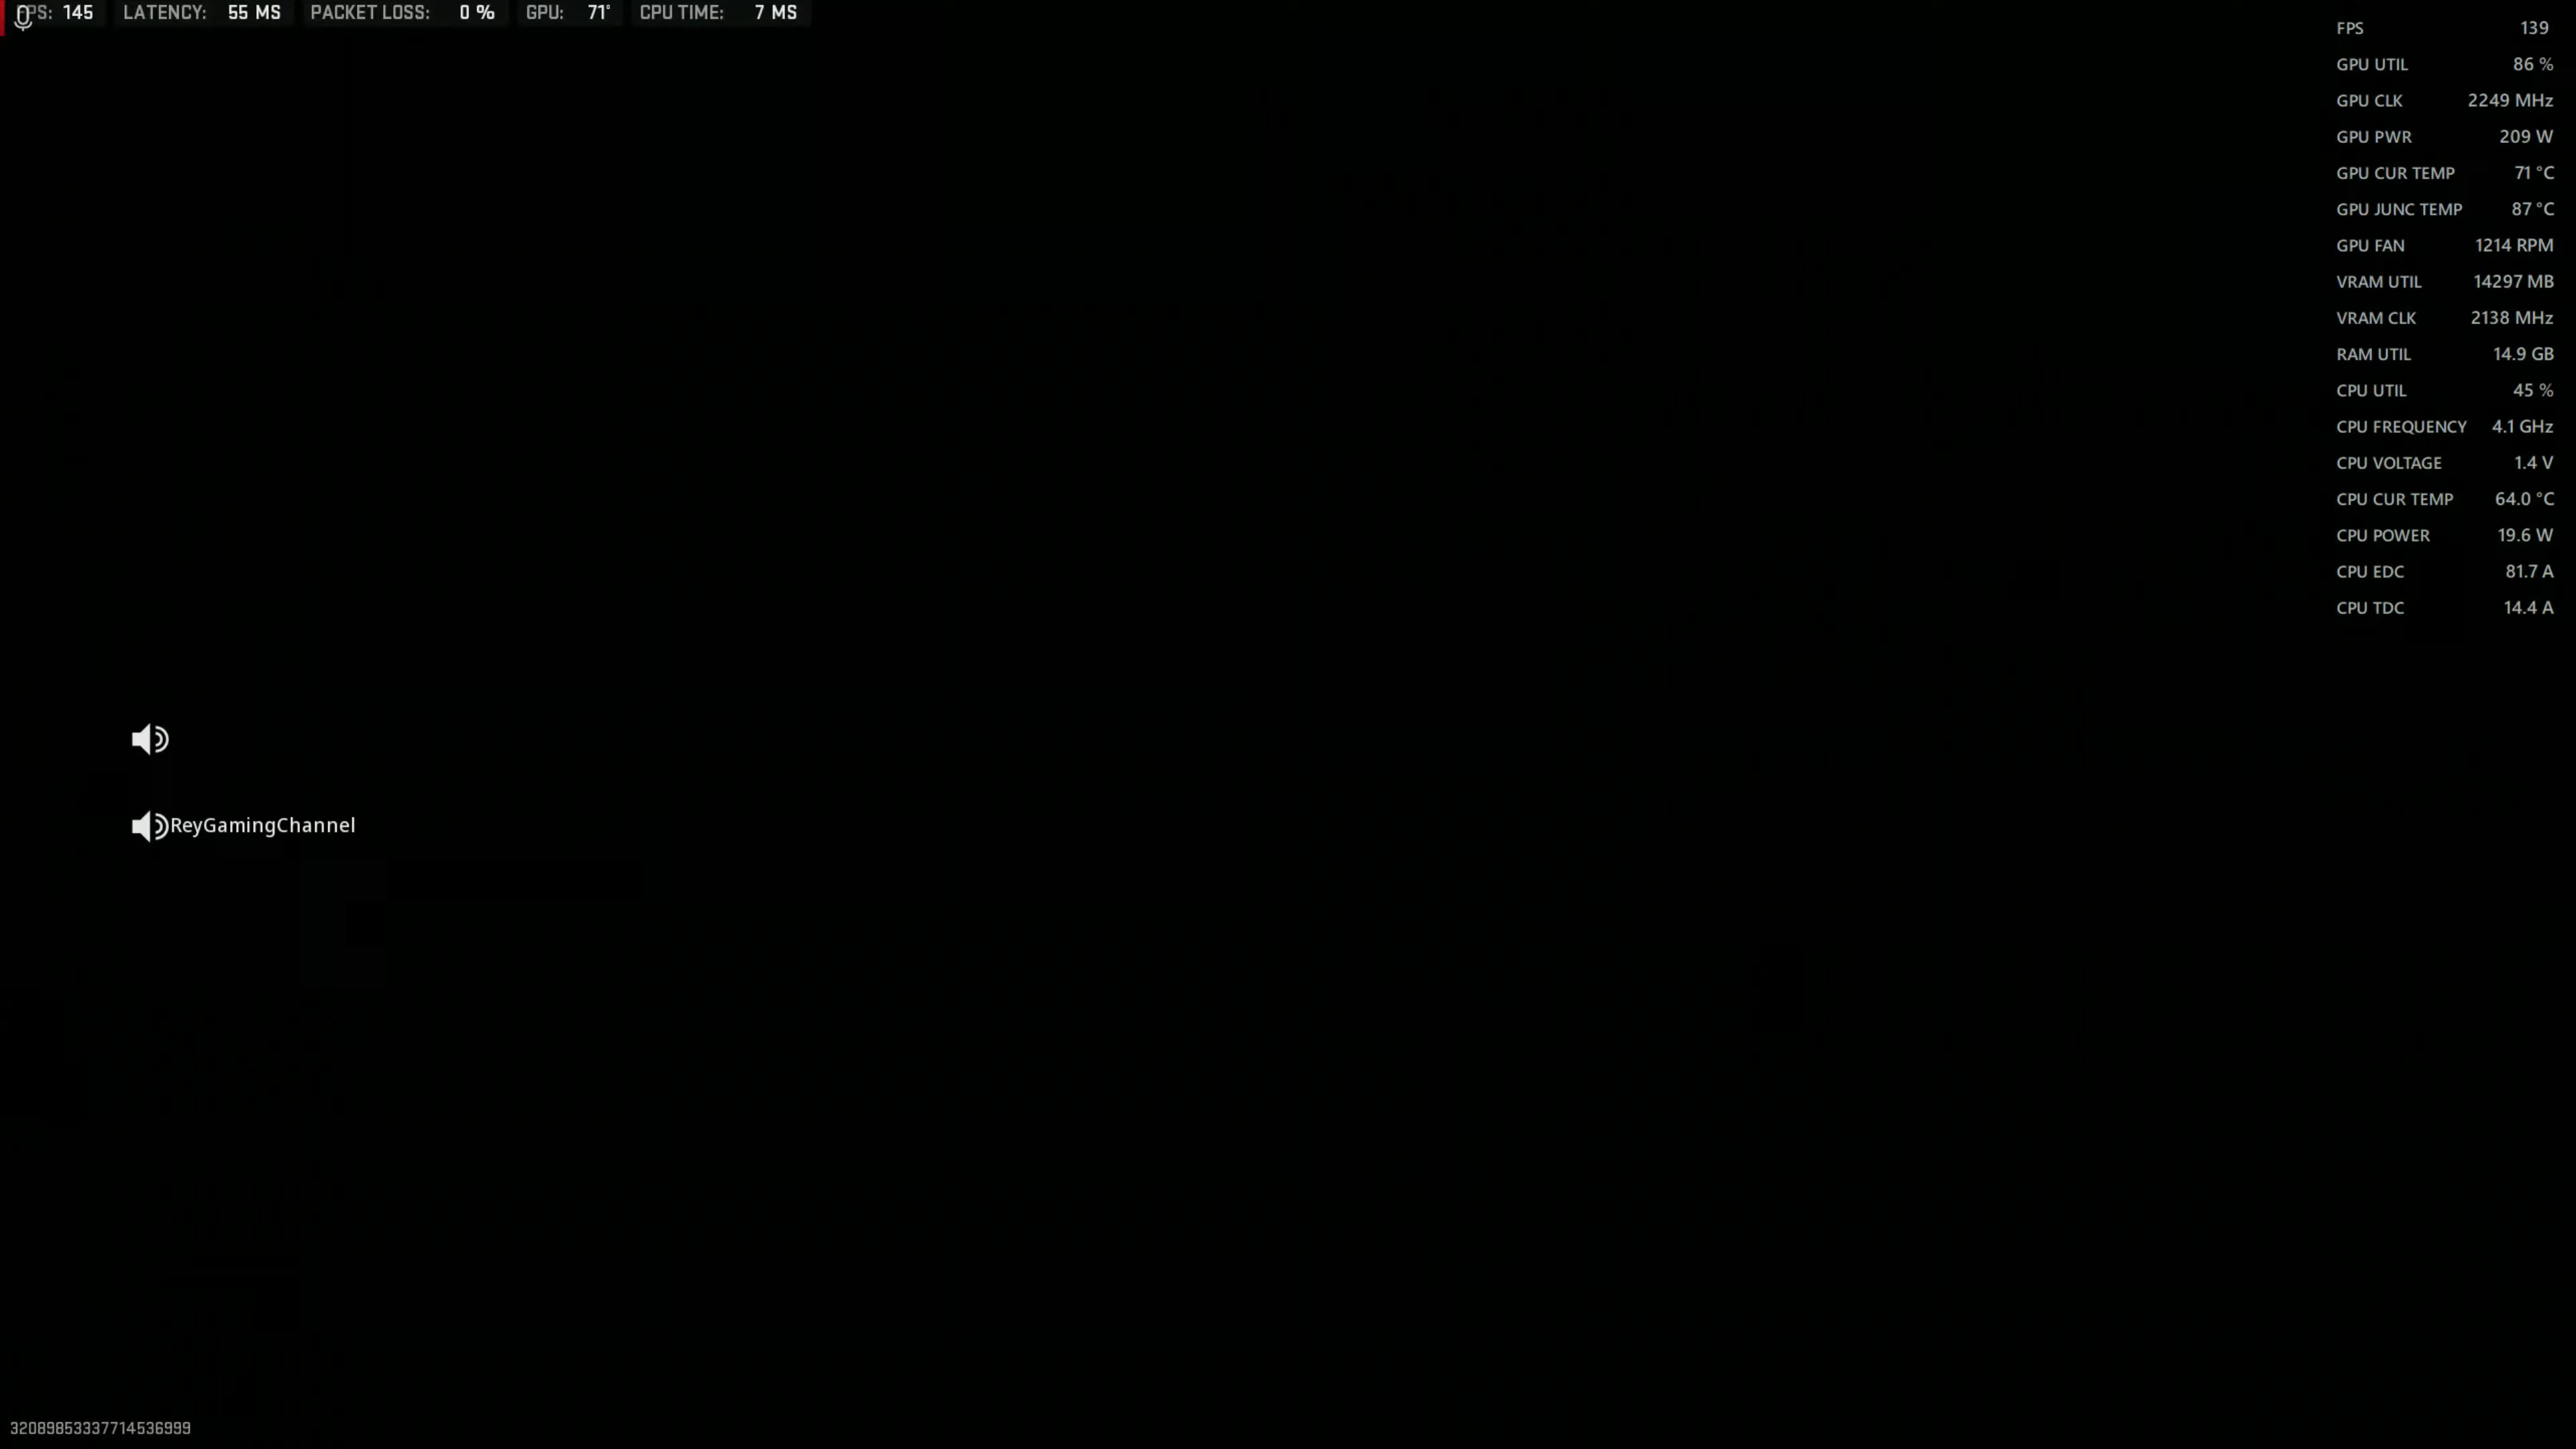 FPS: 145 LATENCY: 55 MS PACKET LOSS: 0 % GPU: 71° CPU TIME: 7 MS
FPS 139
GPU UTIL 86 %
GPU CLK 2249 MHz
GPU PWR 209 W
GPU CUR TEMP 71 °C
GPU JUNC TEMP 87 °C
GPU FAN 1214 RPM
VRAM UTIL 14297 MB
VRAM CLK 2138 MHz
RAM UTIL 14.9 GB
CPU UTIL 45 %
CPU FREQUENCY 4.1 GHz
CPU VOLTAGE 1.4 V
CPU CUR TEMP 64.0 °C
CPU POWER 19.6 W
CPU EDC 81.7 A
CPU TDC 14.4 A
ReyGamingChannel
32089853337714536999